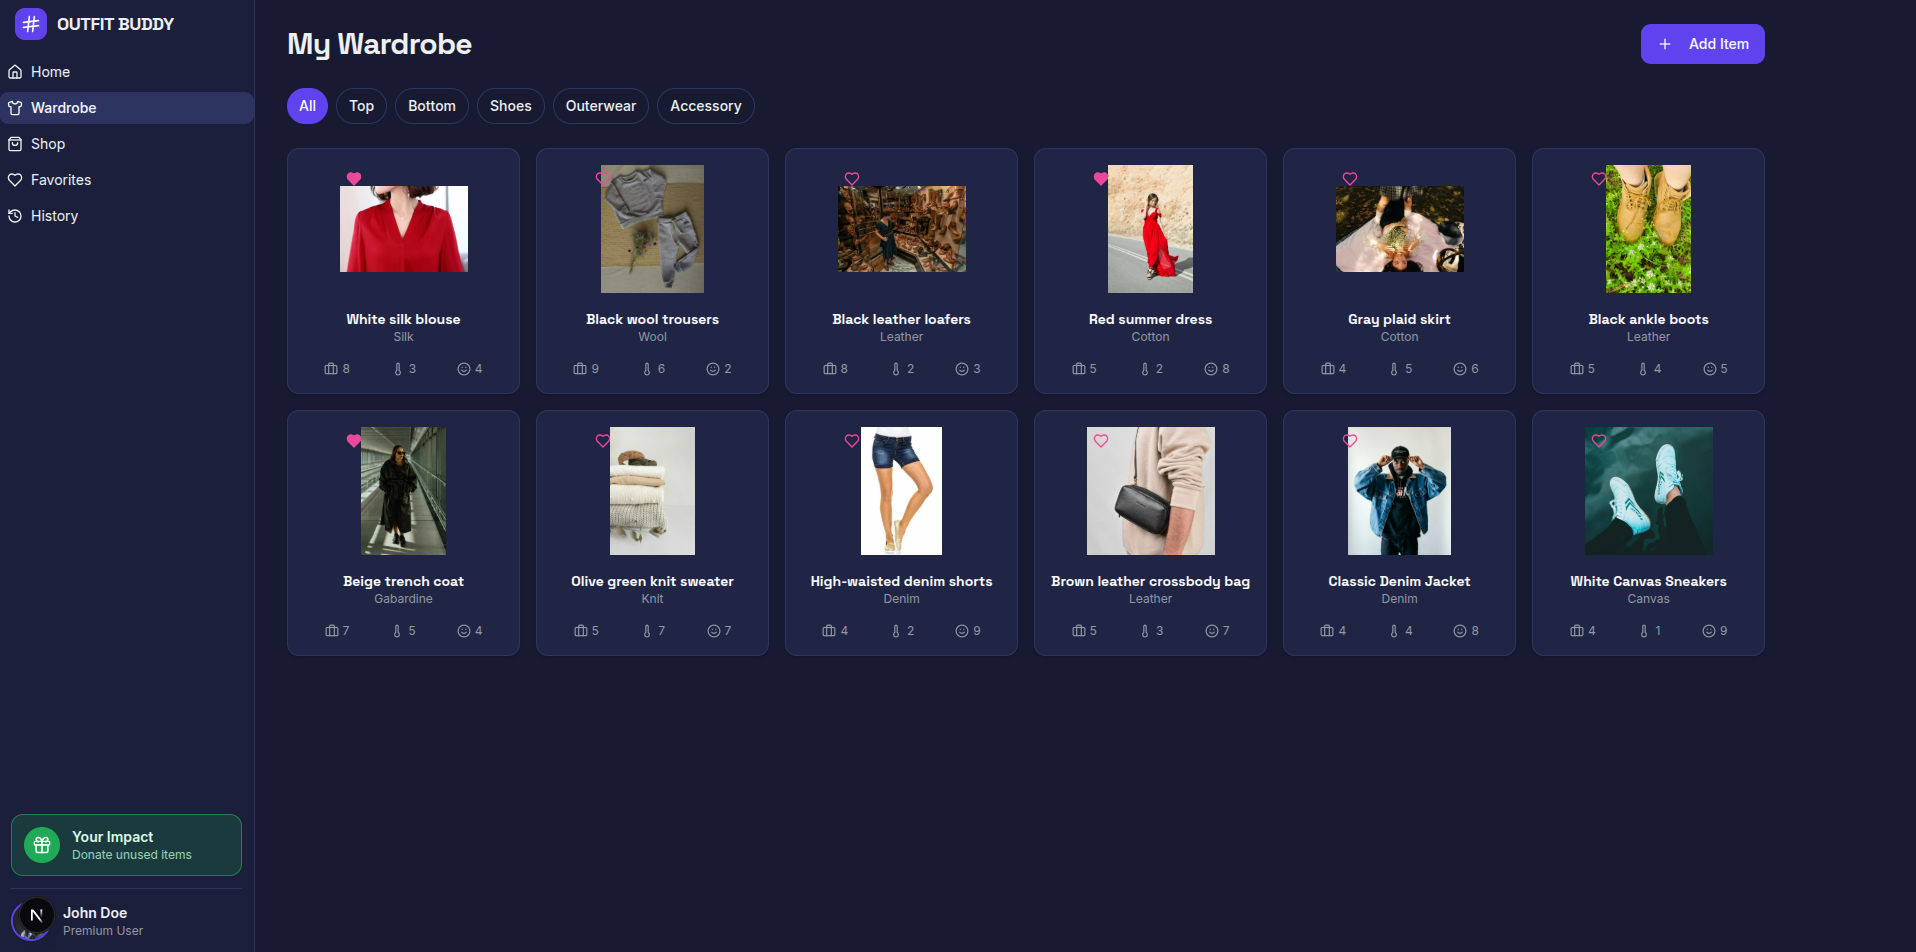 OUTFIT BUDDY
Home
Wardrobe
Shop
Favorites
History
Your Impact
Donate unused items
N
John Doe
Premium User
My Wardrobe
Add Item
All
Top
Bottom
Shoes
Outerwear
Accessory
White silk blouse
Silk
8 3 4
Black wool trousers
Wool
9 6 2
Black leather loafers
Leather
8 2 3
Red summer dress
Cotton
5 2 8
Gray plaid skirt
Cotton
4 5 6
Black ankle boots
Leather
5 4 5
Beige trench coat
Gabardine
7 5 4
Olive green knit sweater
Knit
5 7 7
High-waisted denim shorts
Denim
4 2 9
Brown leather crossbody bag
Leather
5 3 7
Classic Denim Jacket
Denim
4 4 8
White Canvas Sneakers
Canvas
4 1 9